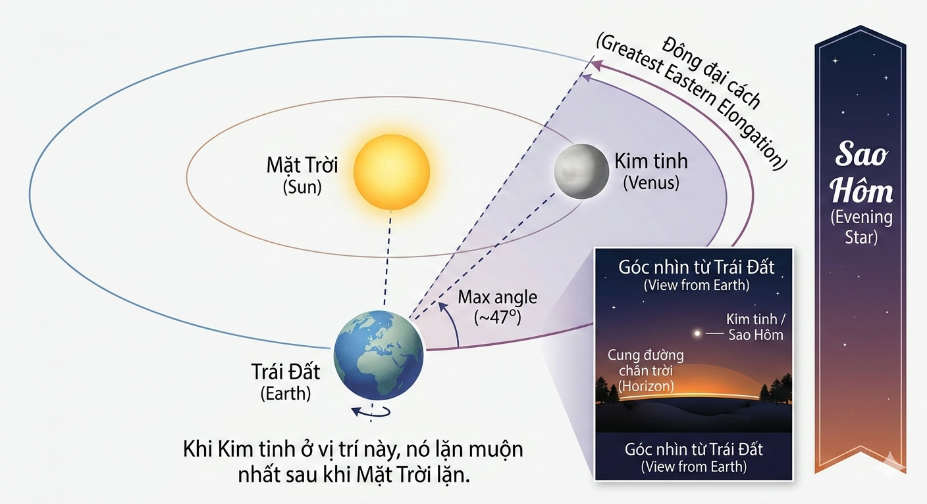 Đông đại cách
(Greatest Eastern Elongation)
Mặt Trời
(Sun)
Kim tinh
(Venus)
Max angle
(~47º)
Trái Đất
(Earth)
Khi Kim tinh ở vị trí này, nó lặn muộn
nhất sau khi Mặt Trời lặn.
Góc nhìn từ Trái Đất
(View from Earth)
Kim tinh /
Sao Hôm
Cung đường
chân trời
(Horizon)
Góc nhìn từ Trái Đất
(View from Earth)
Sao
Hôm
(Evening
Star)